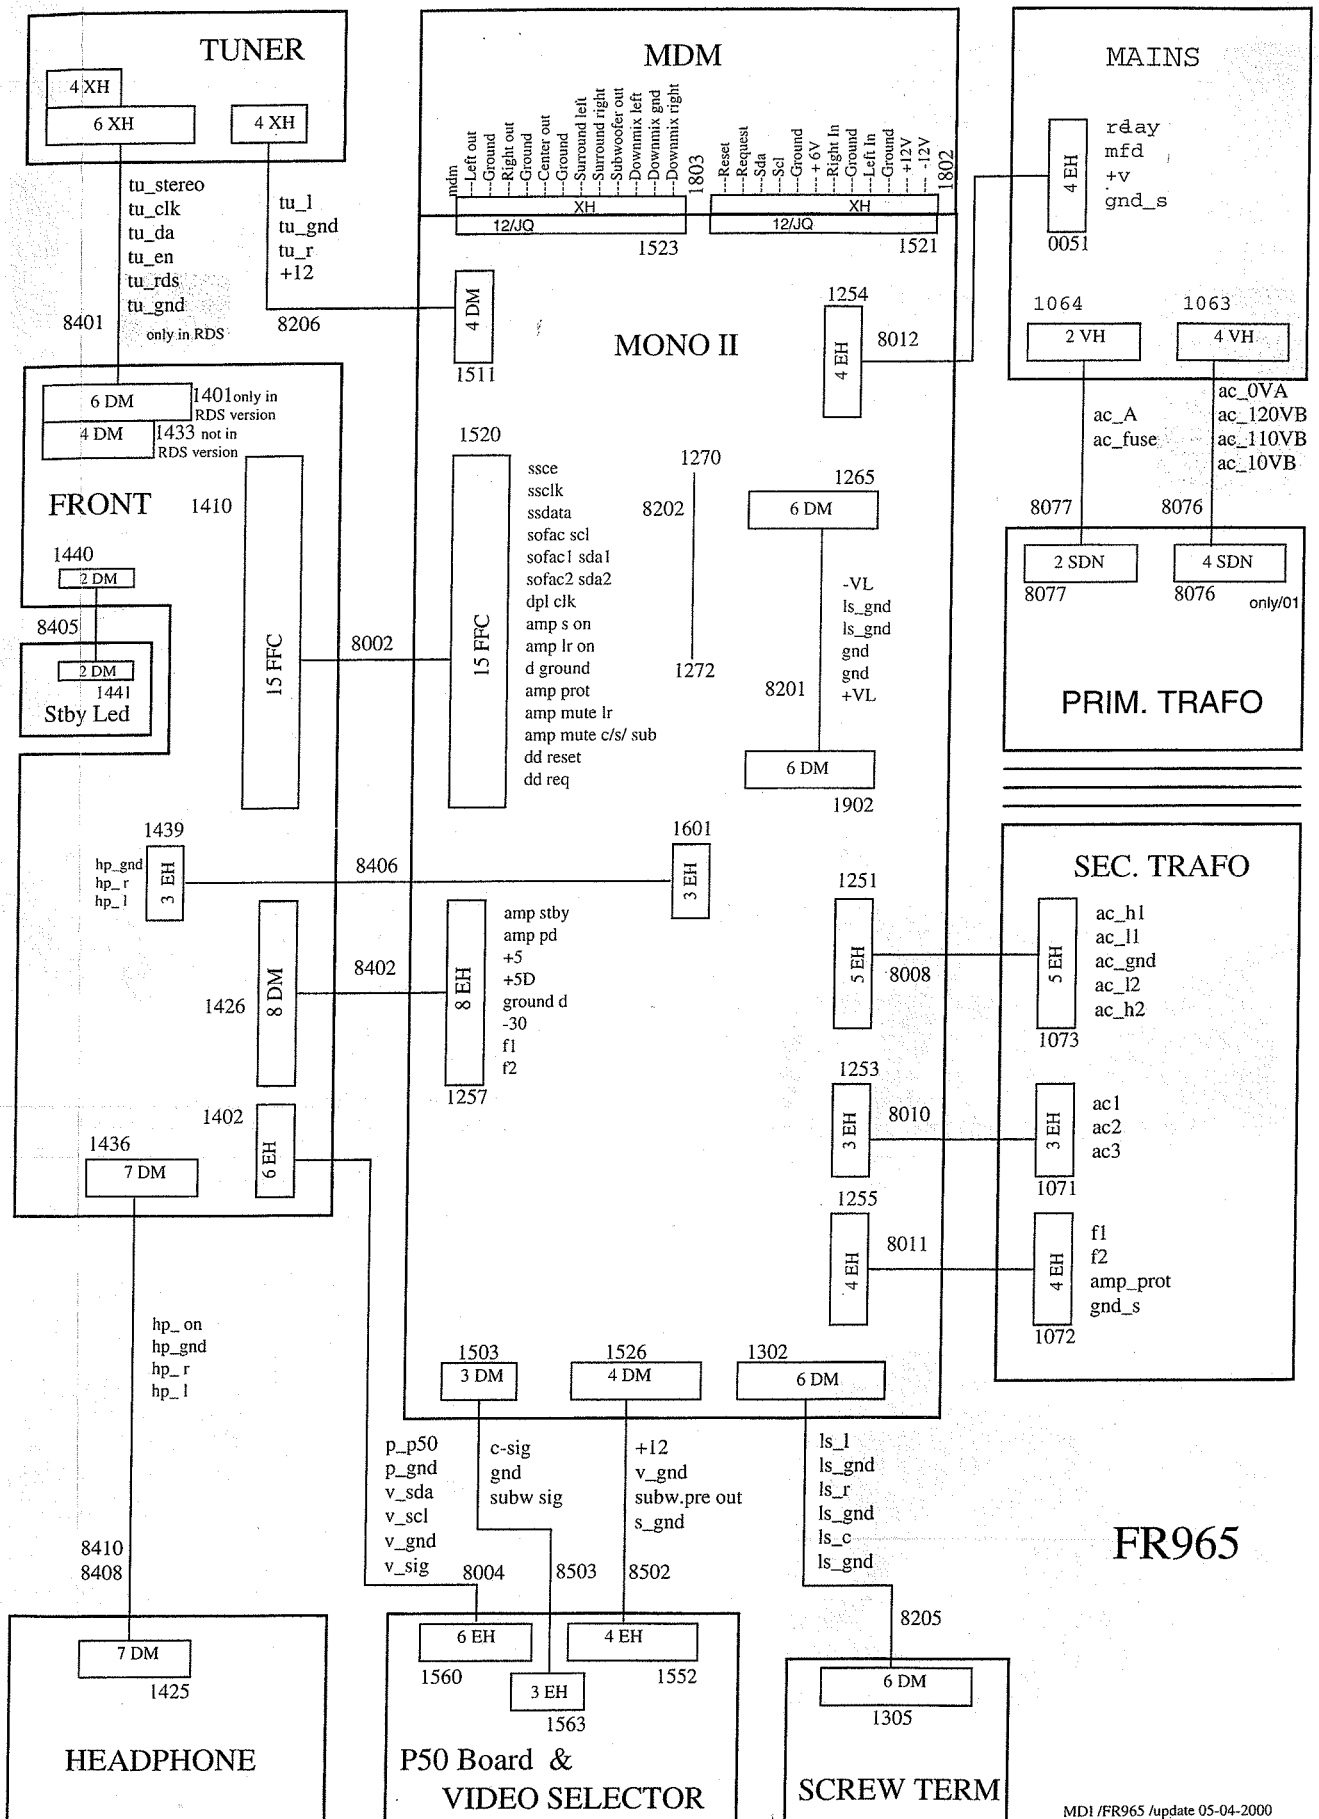 TUNER
4 XH
6 XH
4 XH
tu_stereo
tu_clk
tu_da
tu_en
tu_rds
tu_gnd
only in RDS
8401
tu_l
tu_gnd
tu_r
+12
8206
MDM
mdm
Left out
Ground
Right out
Ground
Center out
Ground
Surround left
Surround right
Subwoofer out
Downmix left
Downmix gnd
Downmix right
1803
XH
12/JQ
1523
Reset
Request
Sda
Scl
Ground
+ 6V
Right In
Ground
Left In
Ground
+12V
-12V
1802
XH
12/JQ
1521
MAINS
4 EH
mfd
+v
gnd_s
0051
1064
2 VH
1063
4 VH
ac_A
ac_fuse
ac_0VA
ac_120VB
ac_110VB
ac_10VB
8077
8076
2 SDN
8077
4 SDN
8076
only/01
PRIM. TRAFO
6 DM
1401 only in
RDS version
4 DM
1433 not in
RDS version
FRONT
1410
15 FFC
1440
2 DM
8405
2 DM
1441
Stby Led
8002
4 DM
1511
MONO II
1254
4 EH
8012
1520
15 FFC
ssce
ssclk
ssdata
sofac scl
sofac1 sda1
sofac2 sda2
dpl clk
amp s on
amp lr on
d ground
amp prot
amp mute lr
amp mute c/s/ sub
dd reset
dd req
1270
8202
1272
1265
6 DM
-VL
ls_gnd
ls_gnd
gnd
gnd
+VL
8201
6 DM
1902
1439
hp_gnd
hp_ r
hp_ l
3 EH
8406
1601
3 EH
1426
8 DM
8402
8 EH
amp stby
amp pd
+5
+5D
ground d
-30
f1
f2
1257
1251
5 EH
8008
SEC. TRAFO
5 EH
ac_h1
ac_l1
ac_gnd
ac_l2
ac_h2
1073
1253
3 EH
8010
3 EH
ac1
ac2
ac3
1071
1255
4 EH
8011
4 EH
f1
f2
amp_prot
gnd_s
1072
1402
6 EH
1436
7 DM
hp_ on
hp_gnd
hp_ r
hp_ l
8410
8408
1503
3 DM
1526
4 DM
1302
6 DM
p_p50
p_gnd
v_sda
v_scl
v_gnd
v_sig
8004
c-sig
gnd
subw sig
8503
+12
v_gnd
subw.pre out
s_gnd
8502
ls_l
ls_gnd
ls_r
ls_gnd
ls_c
ls_gnd
8205
FR965
7 DM
1425
HEADPHONE
6 EH
1560
4 EH
1552
3 EH
1563
P50 Board &
VIDEO SELECTOR
6 DM
1305
SCREW TERM
MD1 /FR965 /update 05-04-2000